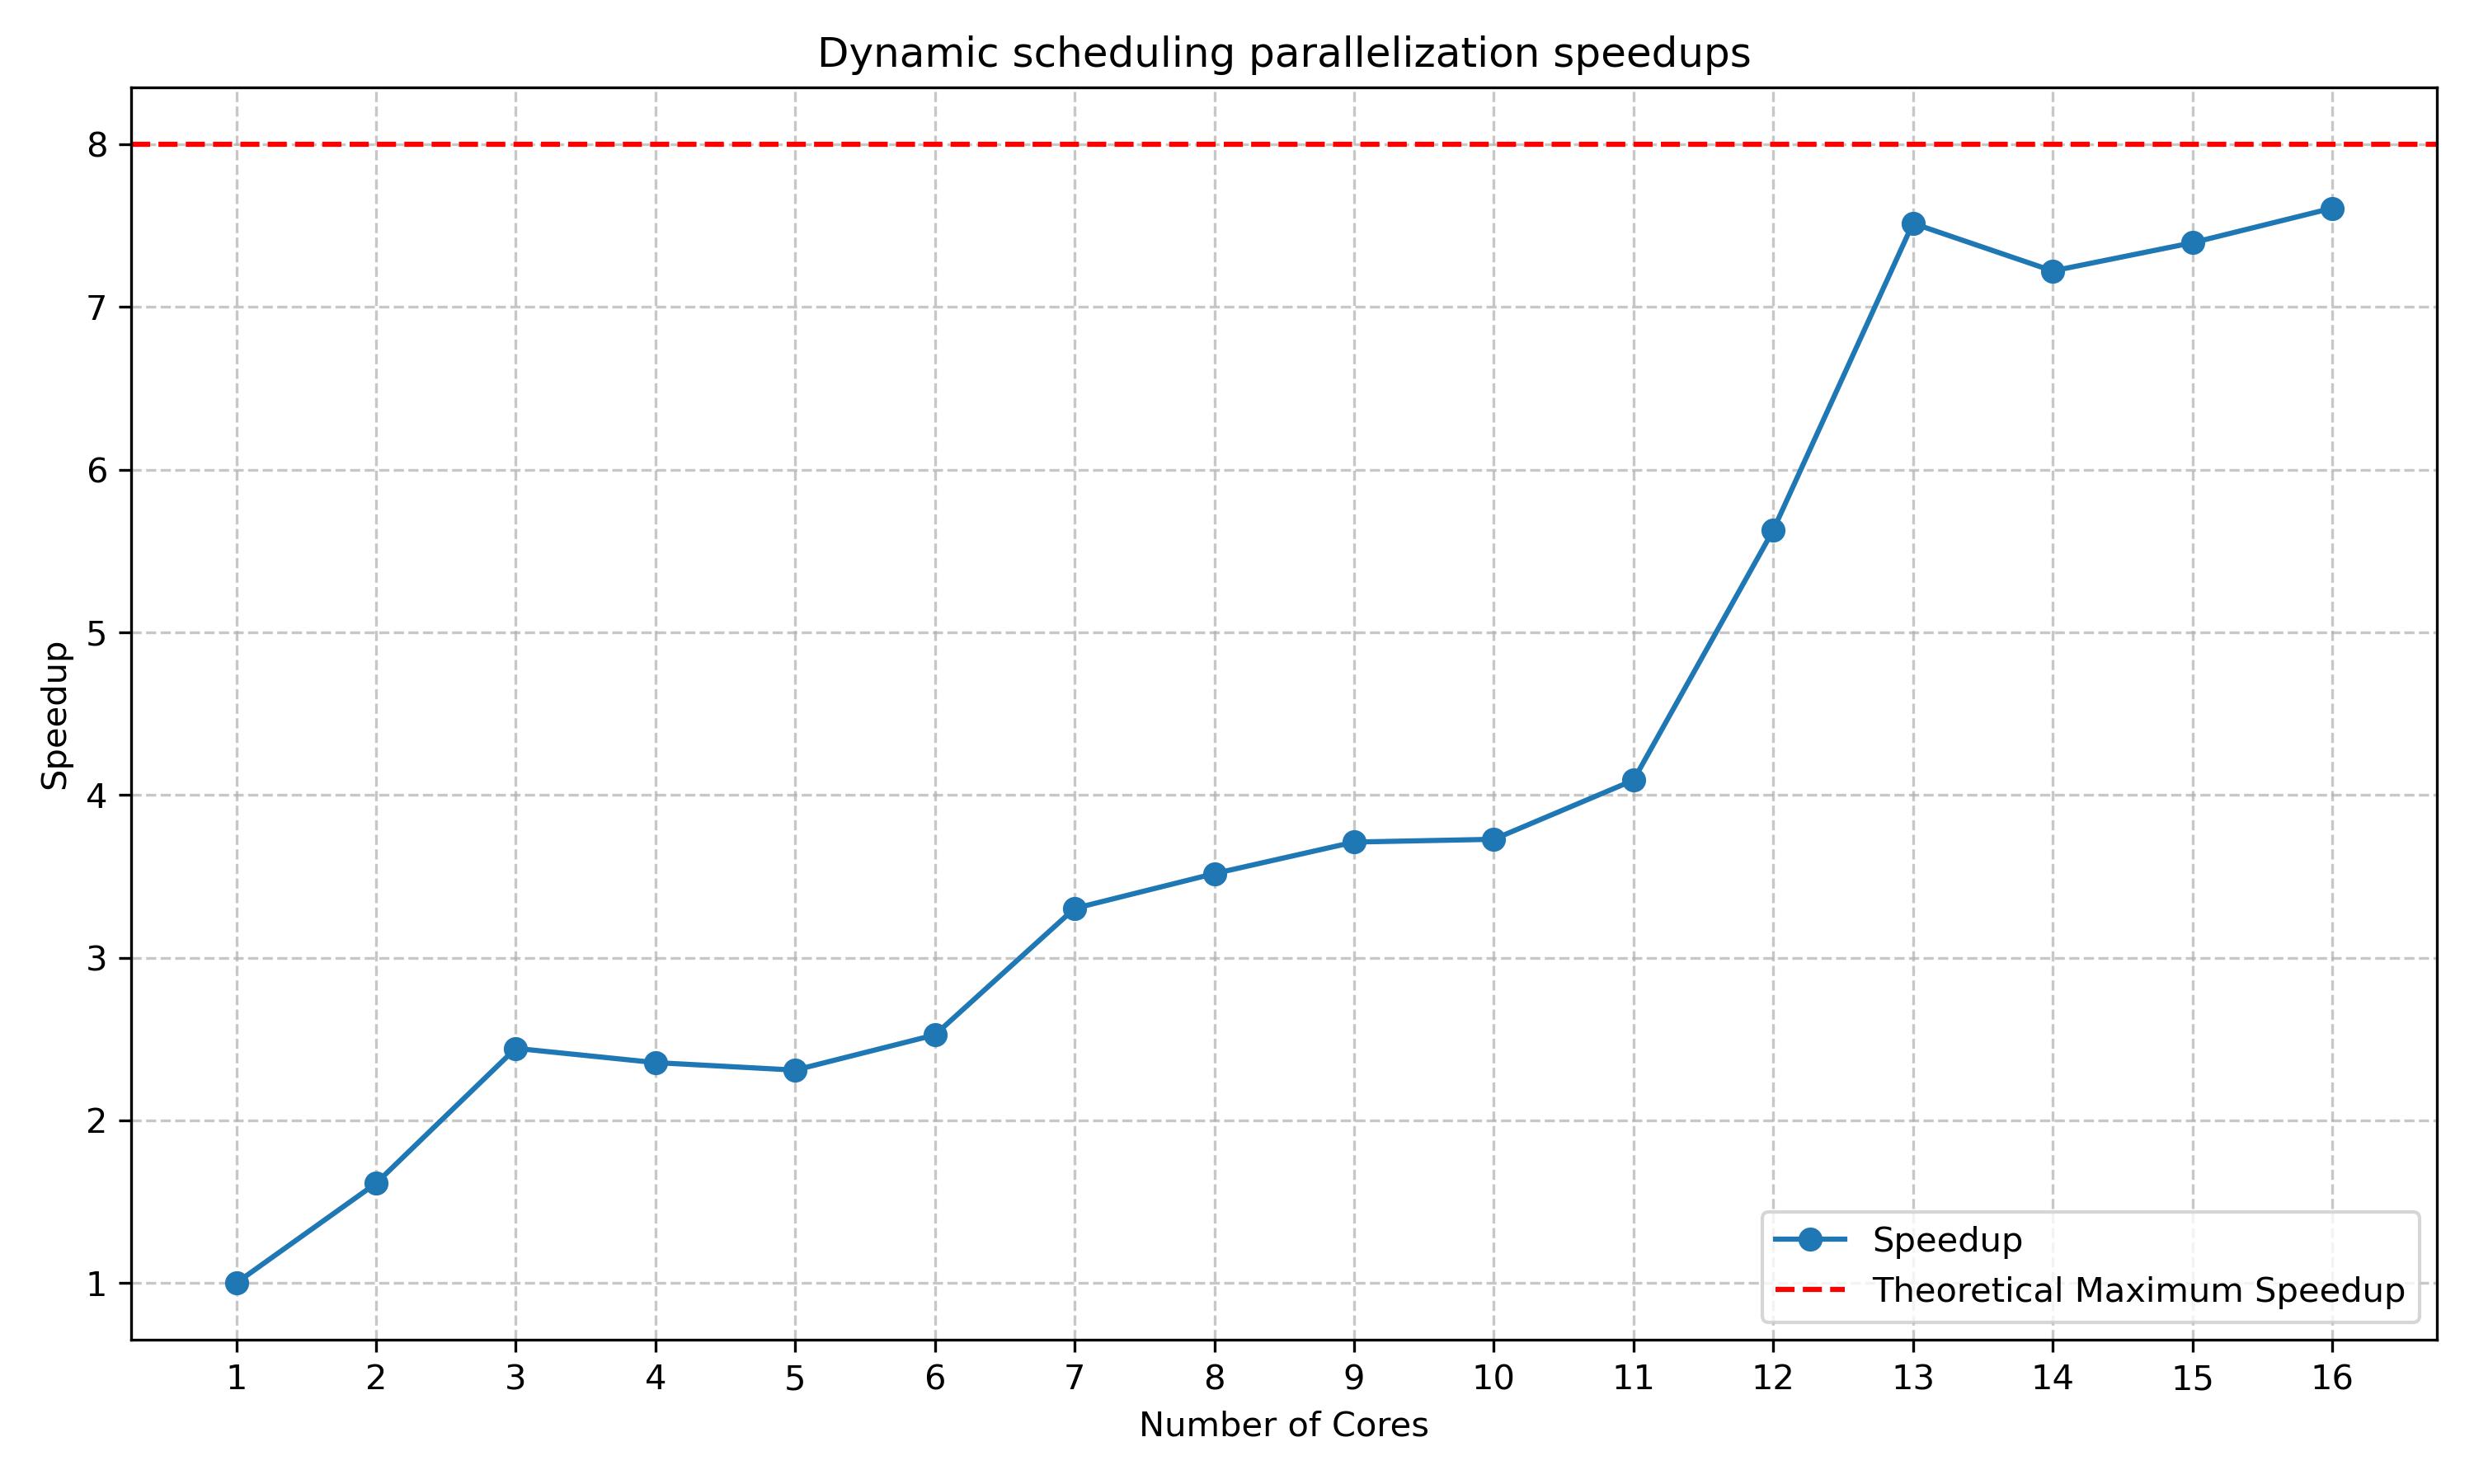 Dynamic scheduling parallelization speedups
8
7
6
5
4
3
2
1
Speedup
1 2 3 4 5 6 7 8 9 10 11 12 13 14 15 16
Number of Cores
Speedup
Theoretical Maximum Speedup